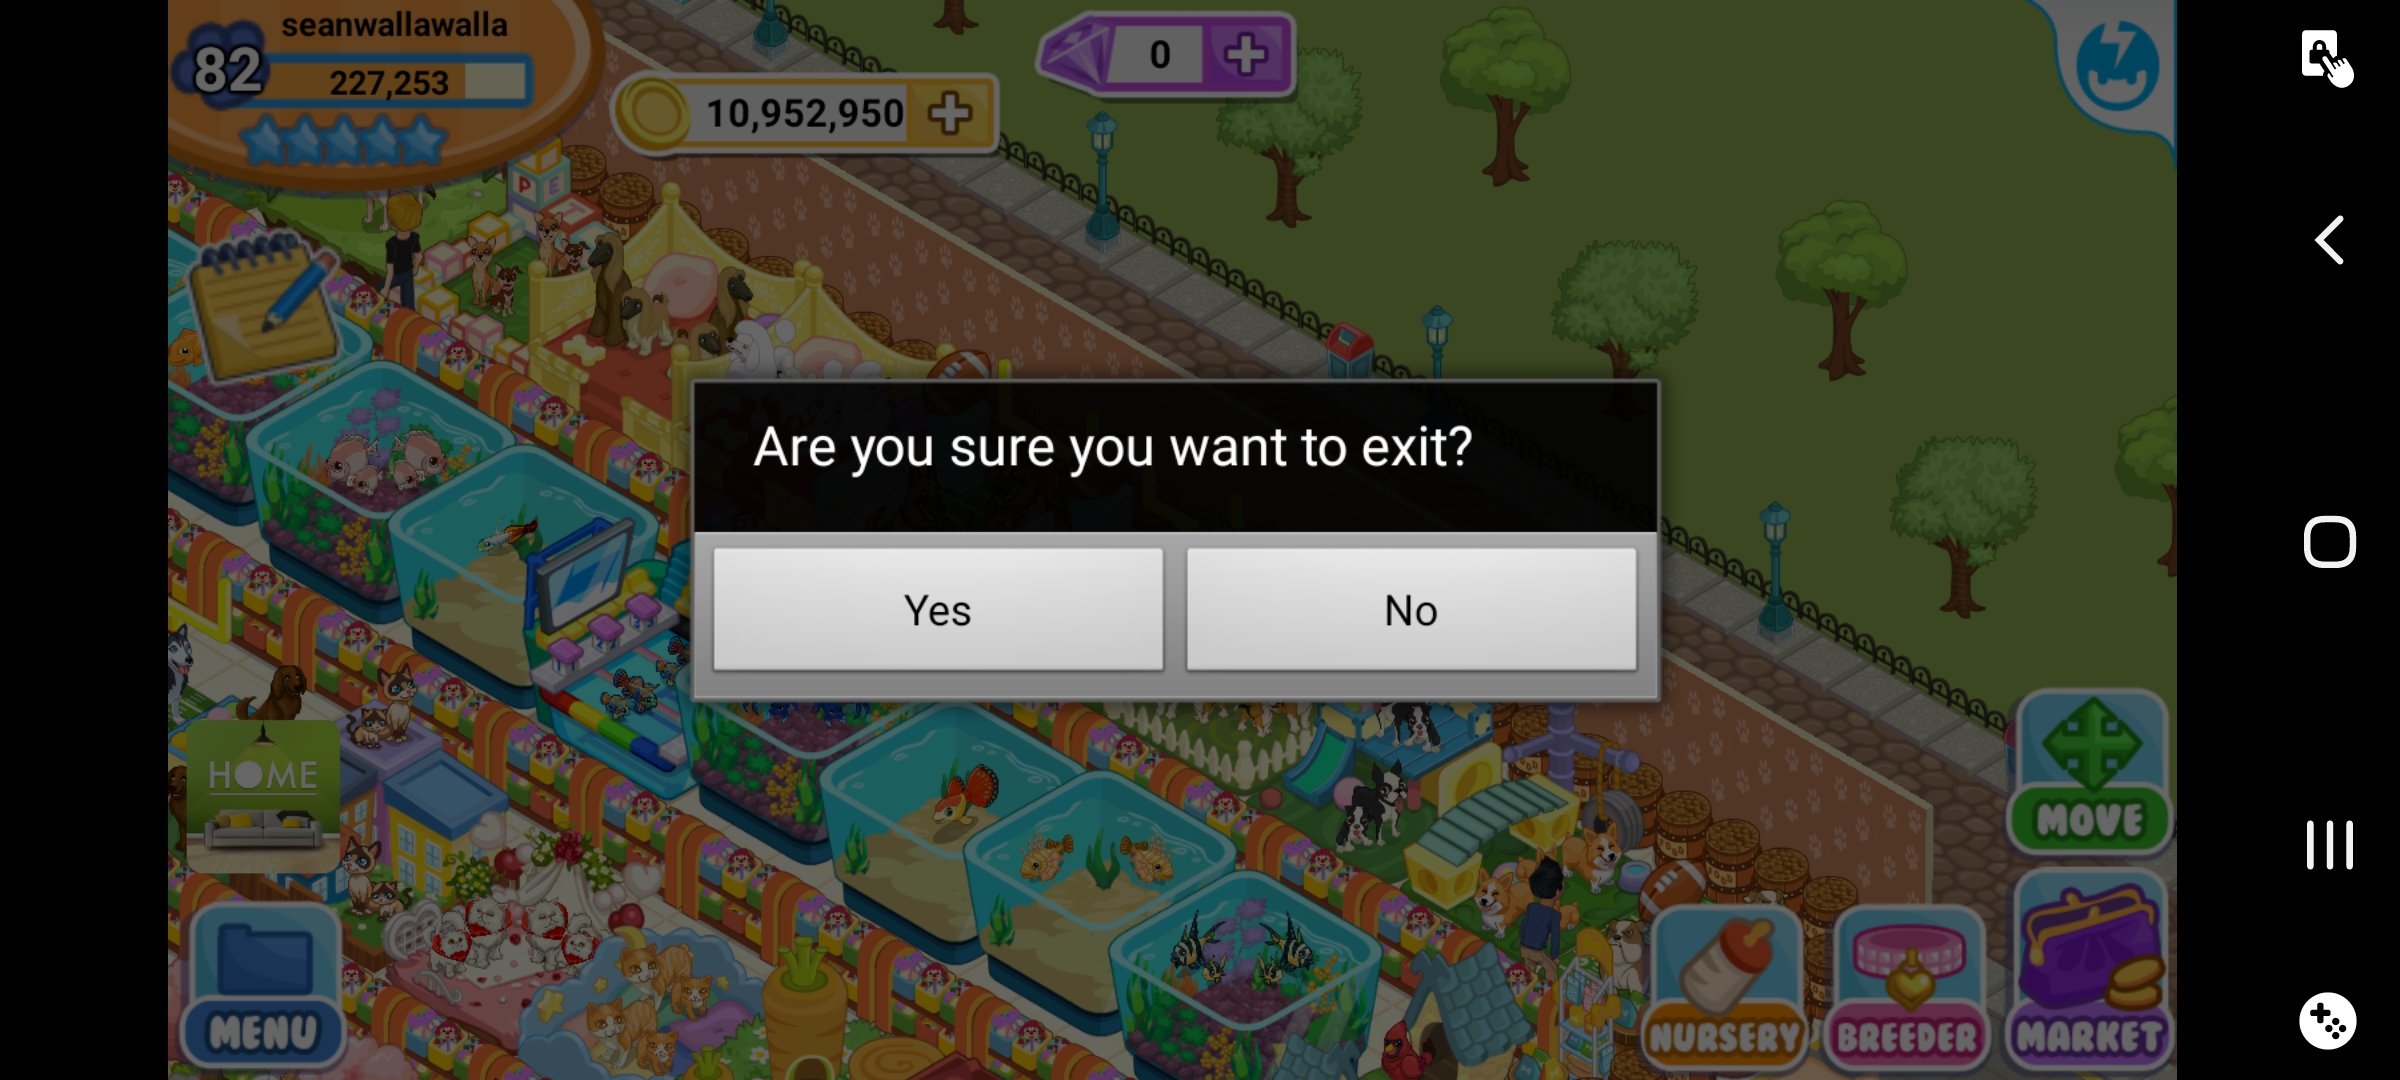 seanwallawalla
82
227,253
10,952,950
0
P E
Are you sure you want to exit?
Yes
No
HOME
MENU
MOVE
NURSERY
BREEDER
MARKET